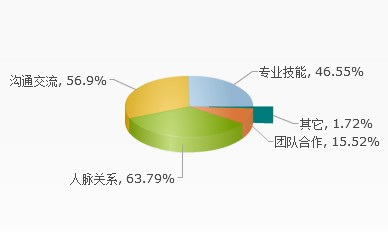 专业技能, 46.55%
沟通交流, 56.9%
其它, 1.72%
团队合作, 15.52%
人脉关系, 63.79%